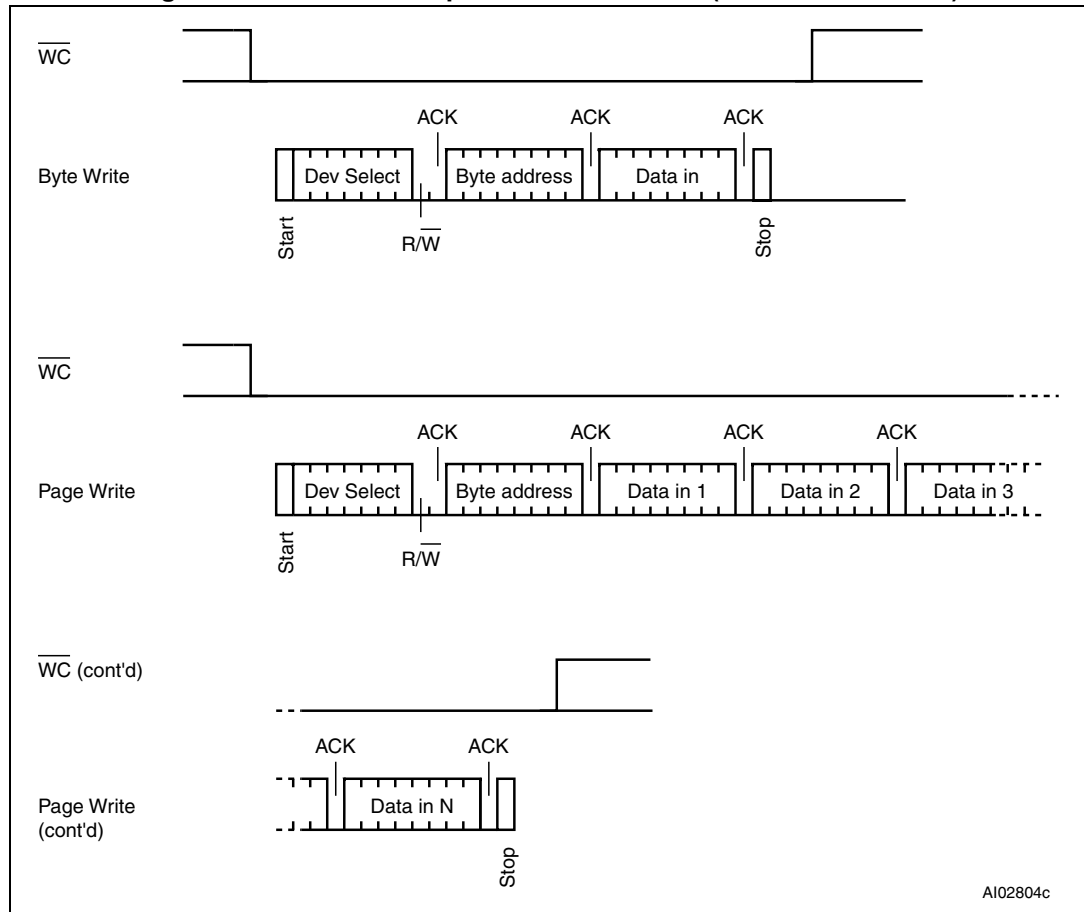 WC
ACK ACK ACK
Byte Write Dev Select Byte address Data in
Start R/W Stop
WC
ACK ACK ACK ACK
Page Write Dev Select Byte address Data in 1 Data in 2 Data in 3
Start R/W
WC (cont'd)
ACK ACK
Page Write Data in N
(cont'd)
Stop
AI02804c